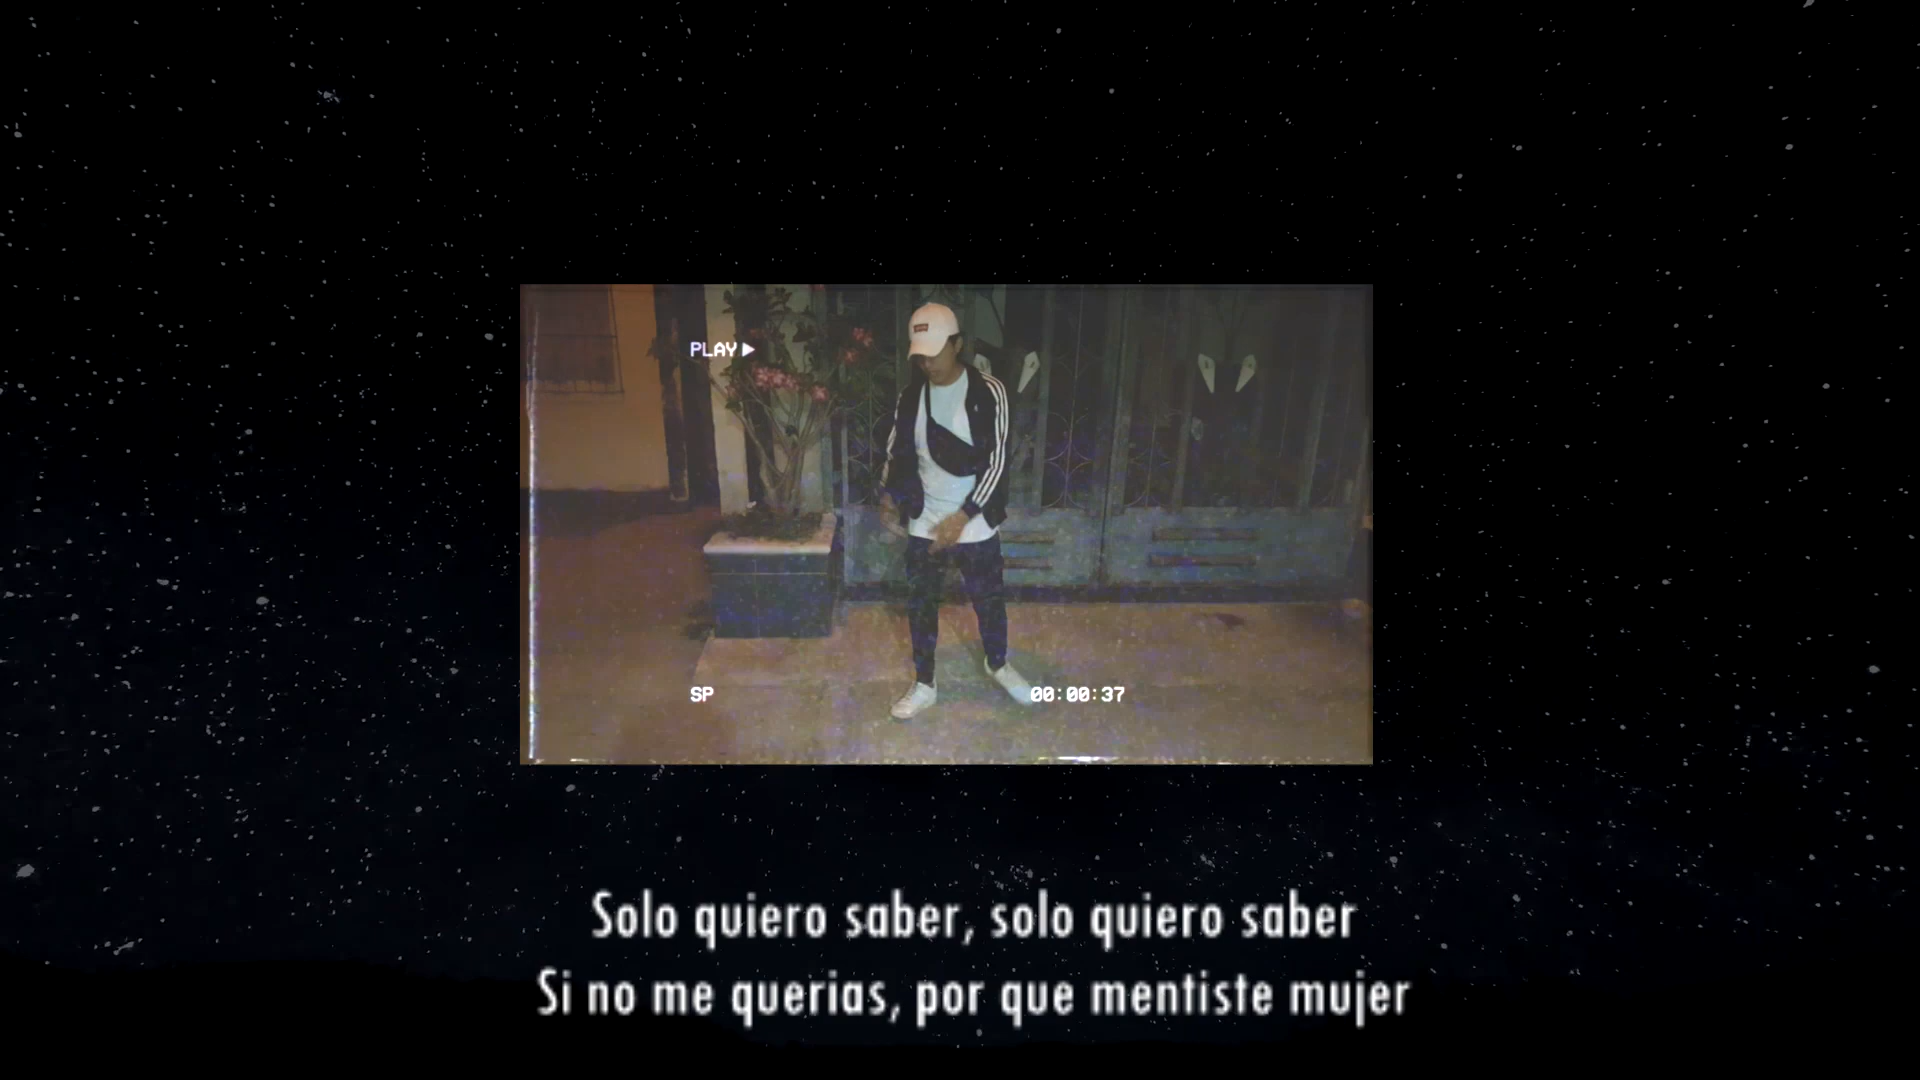 PLAY
SP
00:00:37
Solo quiero saber, solo quiero saber
Si no me querias, por que mentiste mujer